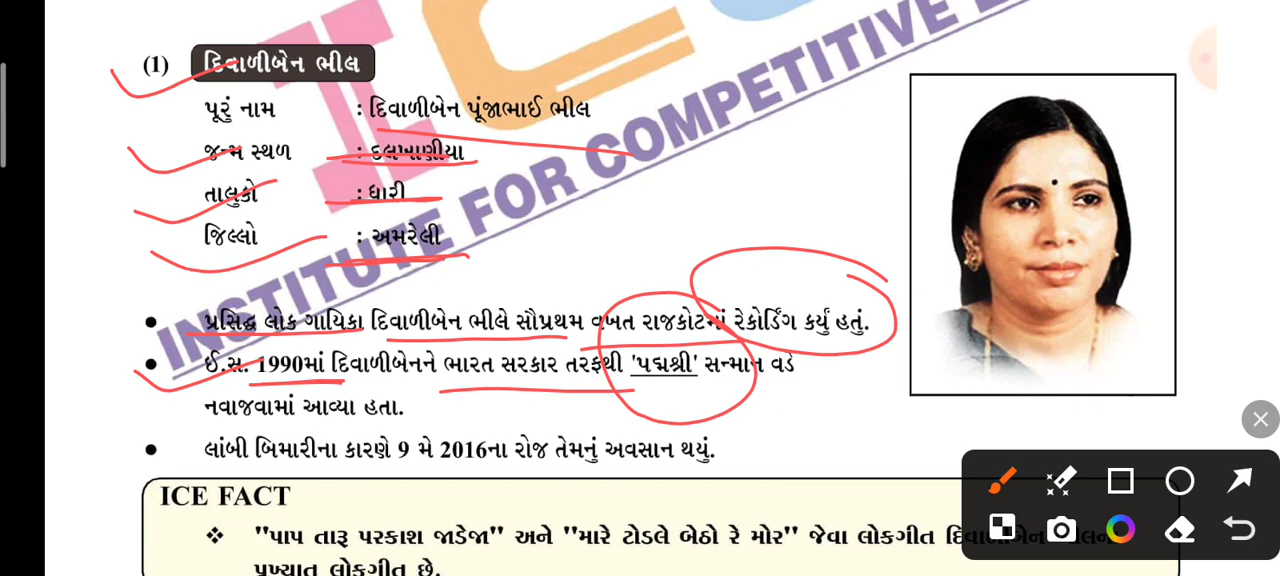 INSTITUTE FOR COMPETITIVE
(1) દિવાળીબેન ભીલ
પૂરું નામ : દિવાળીબેન પૂંજાભાઈ ભીલ
જન્મ સ્થળ : દલખાણીયા
તાલુકો : ધારી
જિલ્લો : અમરેલી
● પ્રસિદ્ધ લોક ગાયિકા દિવાળીબેન ભીલે સૌપ્રથમ વખત રાજકોટમાં રેકોર્ડિંગ કર્યું હતું.
● ઈ.સ. 1990માં દિવાળીબેનને ભારત સરકાર તરફથી 'પદ્મશ્રી' સન્માન વડે
નવાજવામાં આવ્યા હતા.
● લાંબી બિમારીના કારણે 9 મે 2016ના રોજ તેમનું અવસાન થયું.
ICE FACT
❖ "પાપ તારૂ પરકાશ જાડેજા" અને "મારે ટોડલે બેઠો રે મોર" જેવા લોકગીત
પ્રખ્યાત લોકગીત છે.